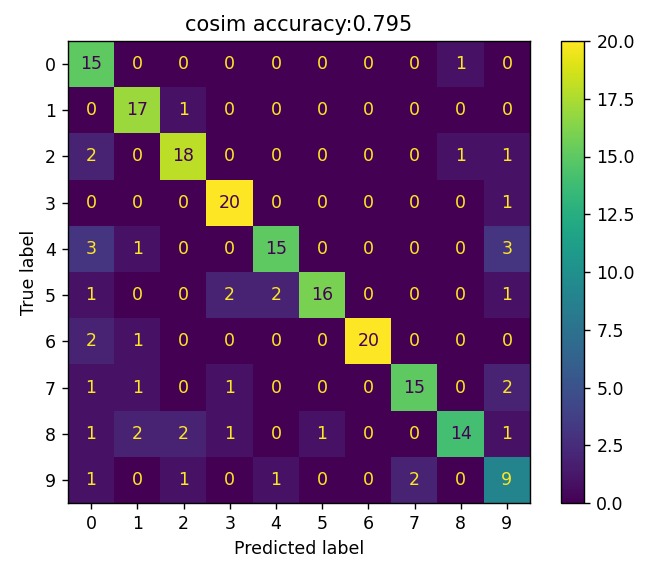 cosim accuracy:0.795
0 15 0 0 0 0 0 0 0 1 0
1 0 17 1 0 0 0 0 0 0 0
2 2 0 18 0 0 0 0 0 1 1
3 0 0 0 20 0 0 0 0 0 1
4 3 1 0 0 15 0 0 0 0 3
5 1 0 0 2 2 16 0 0 0 1
6 2 1 0 0 0 0 20 0 0 0
7 1 1 0 1 0 0 0 15 0 2
8 1 2 2 1 0 1 0 0 14 1
9 1 0 1 0 1 0 0 2 0 9
0 1 2 3 4 5 6 7 8 9
Predicted label
True label
20.0
17.5
15.0
12.5
10.0
7.5
5.0
2.5
0.0